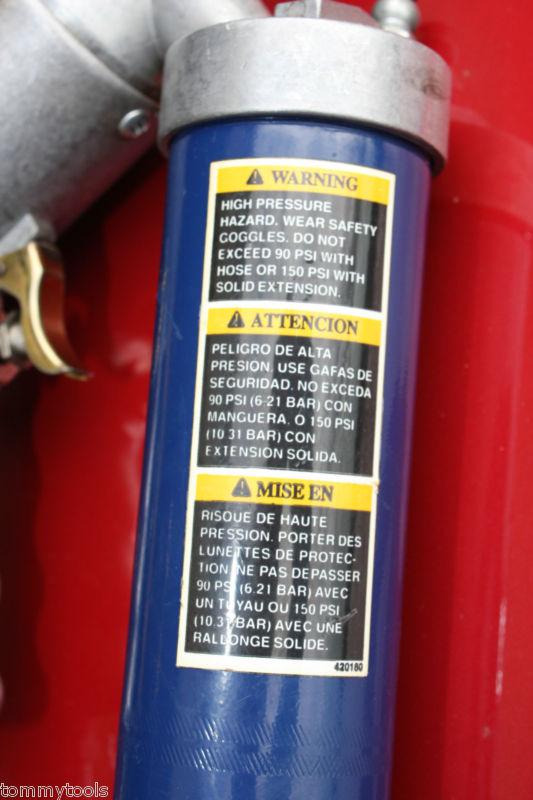 WARNING
HIGH PRESSURE
HAZARD. WEAR SAFETY
GOGGLES. DO NOT
EXCEED 90 PSI WITH
HOSE OR 150 PSI WITH
SOLID EXTENSION.
ATTENCION
PELIGRO DE ALTA
PRESION. USE GAFAS DE
SEGURIDAD. NO EXCEDA
90 PSI (6.21 BAR) CON
MANGUERA. O 150 PSI
(10.31 BAR) CON
EXTENSION SOLIDA.
MISE EN
RISQUE DE HAUTE
PRESSION. PORTER DES
LUNETTES DE PROTEC-
TION. NE PAS DEPASSER
90 PSI (6.21 BAR) AVEC
UN TUYAU OU 150 PSI
(10.31 BAR) AVEC UNE
RALLONGE SOLIDE.
420160
tommytools